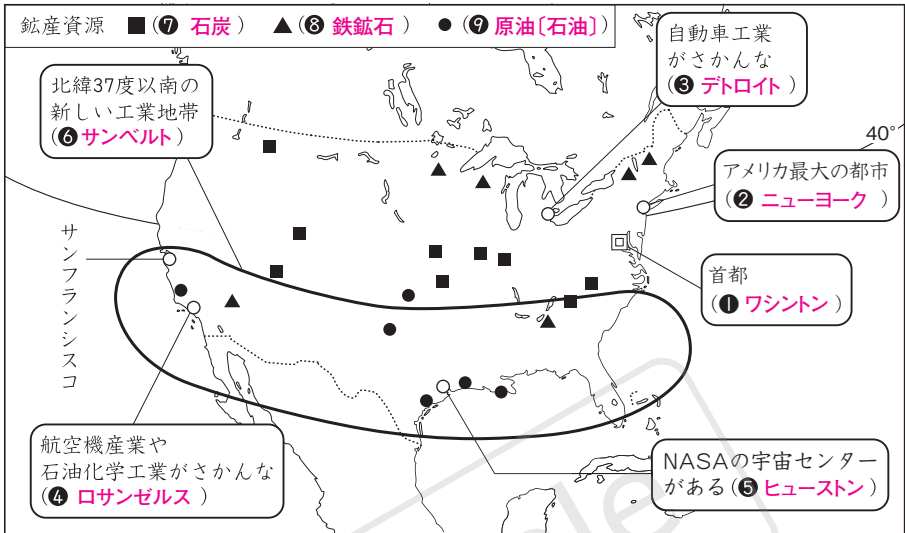 鉱産資源 ■(❼ 石炭) ▲(❽ 鉄鉱石) ●(❾ 原油〔石油〕)
自動車工業
がさかんな
(❸ デトロイト)
北緯37度以南の
新しい工業地帯
(❻ サンベルト)
40°
アメリカ最大の都市
(❷ ニューヨーク)
サンフランシスコ
首都
(❶ ワシントン)
航空機産業や
石油化学工業がさかんな
(❹ ロサンゼルス)
NASAの宇宙センター
がある(❺ ヒューストン)